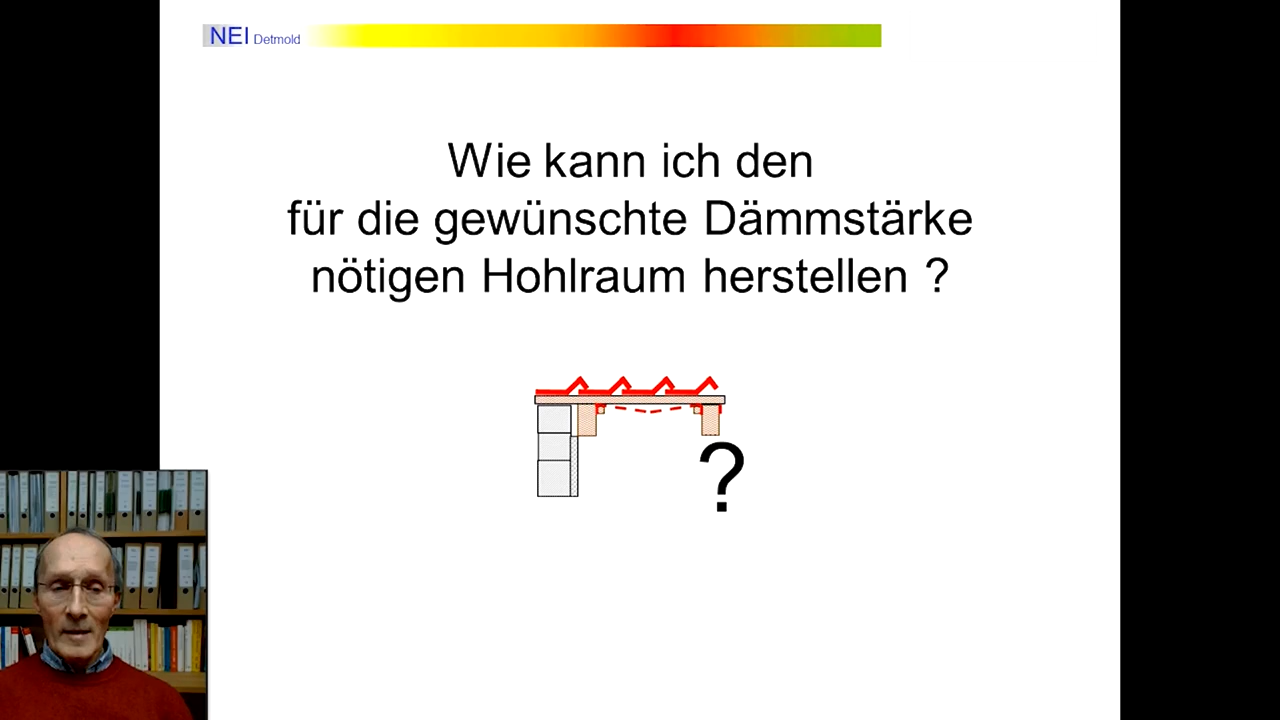 NEI Detmold
Wie kann ich den
für die gewünschte Dämmstärke
nötigen Hohlraum herstellen ?
?